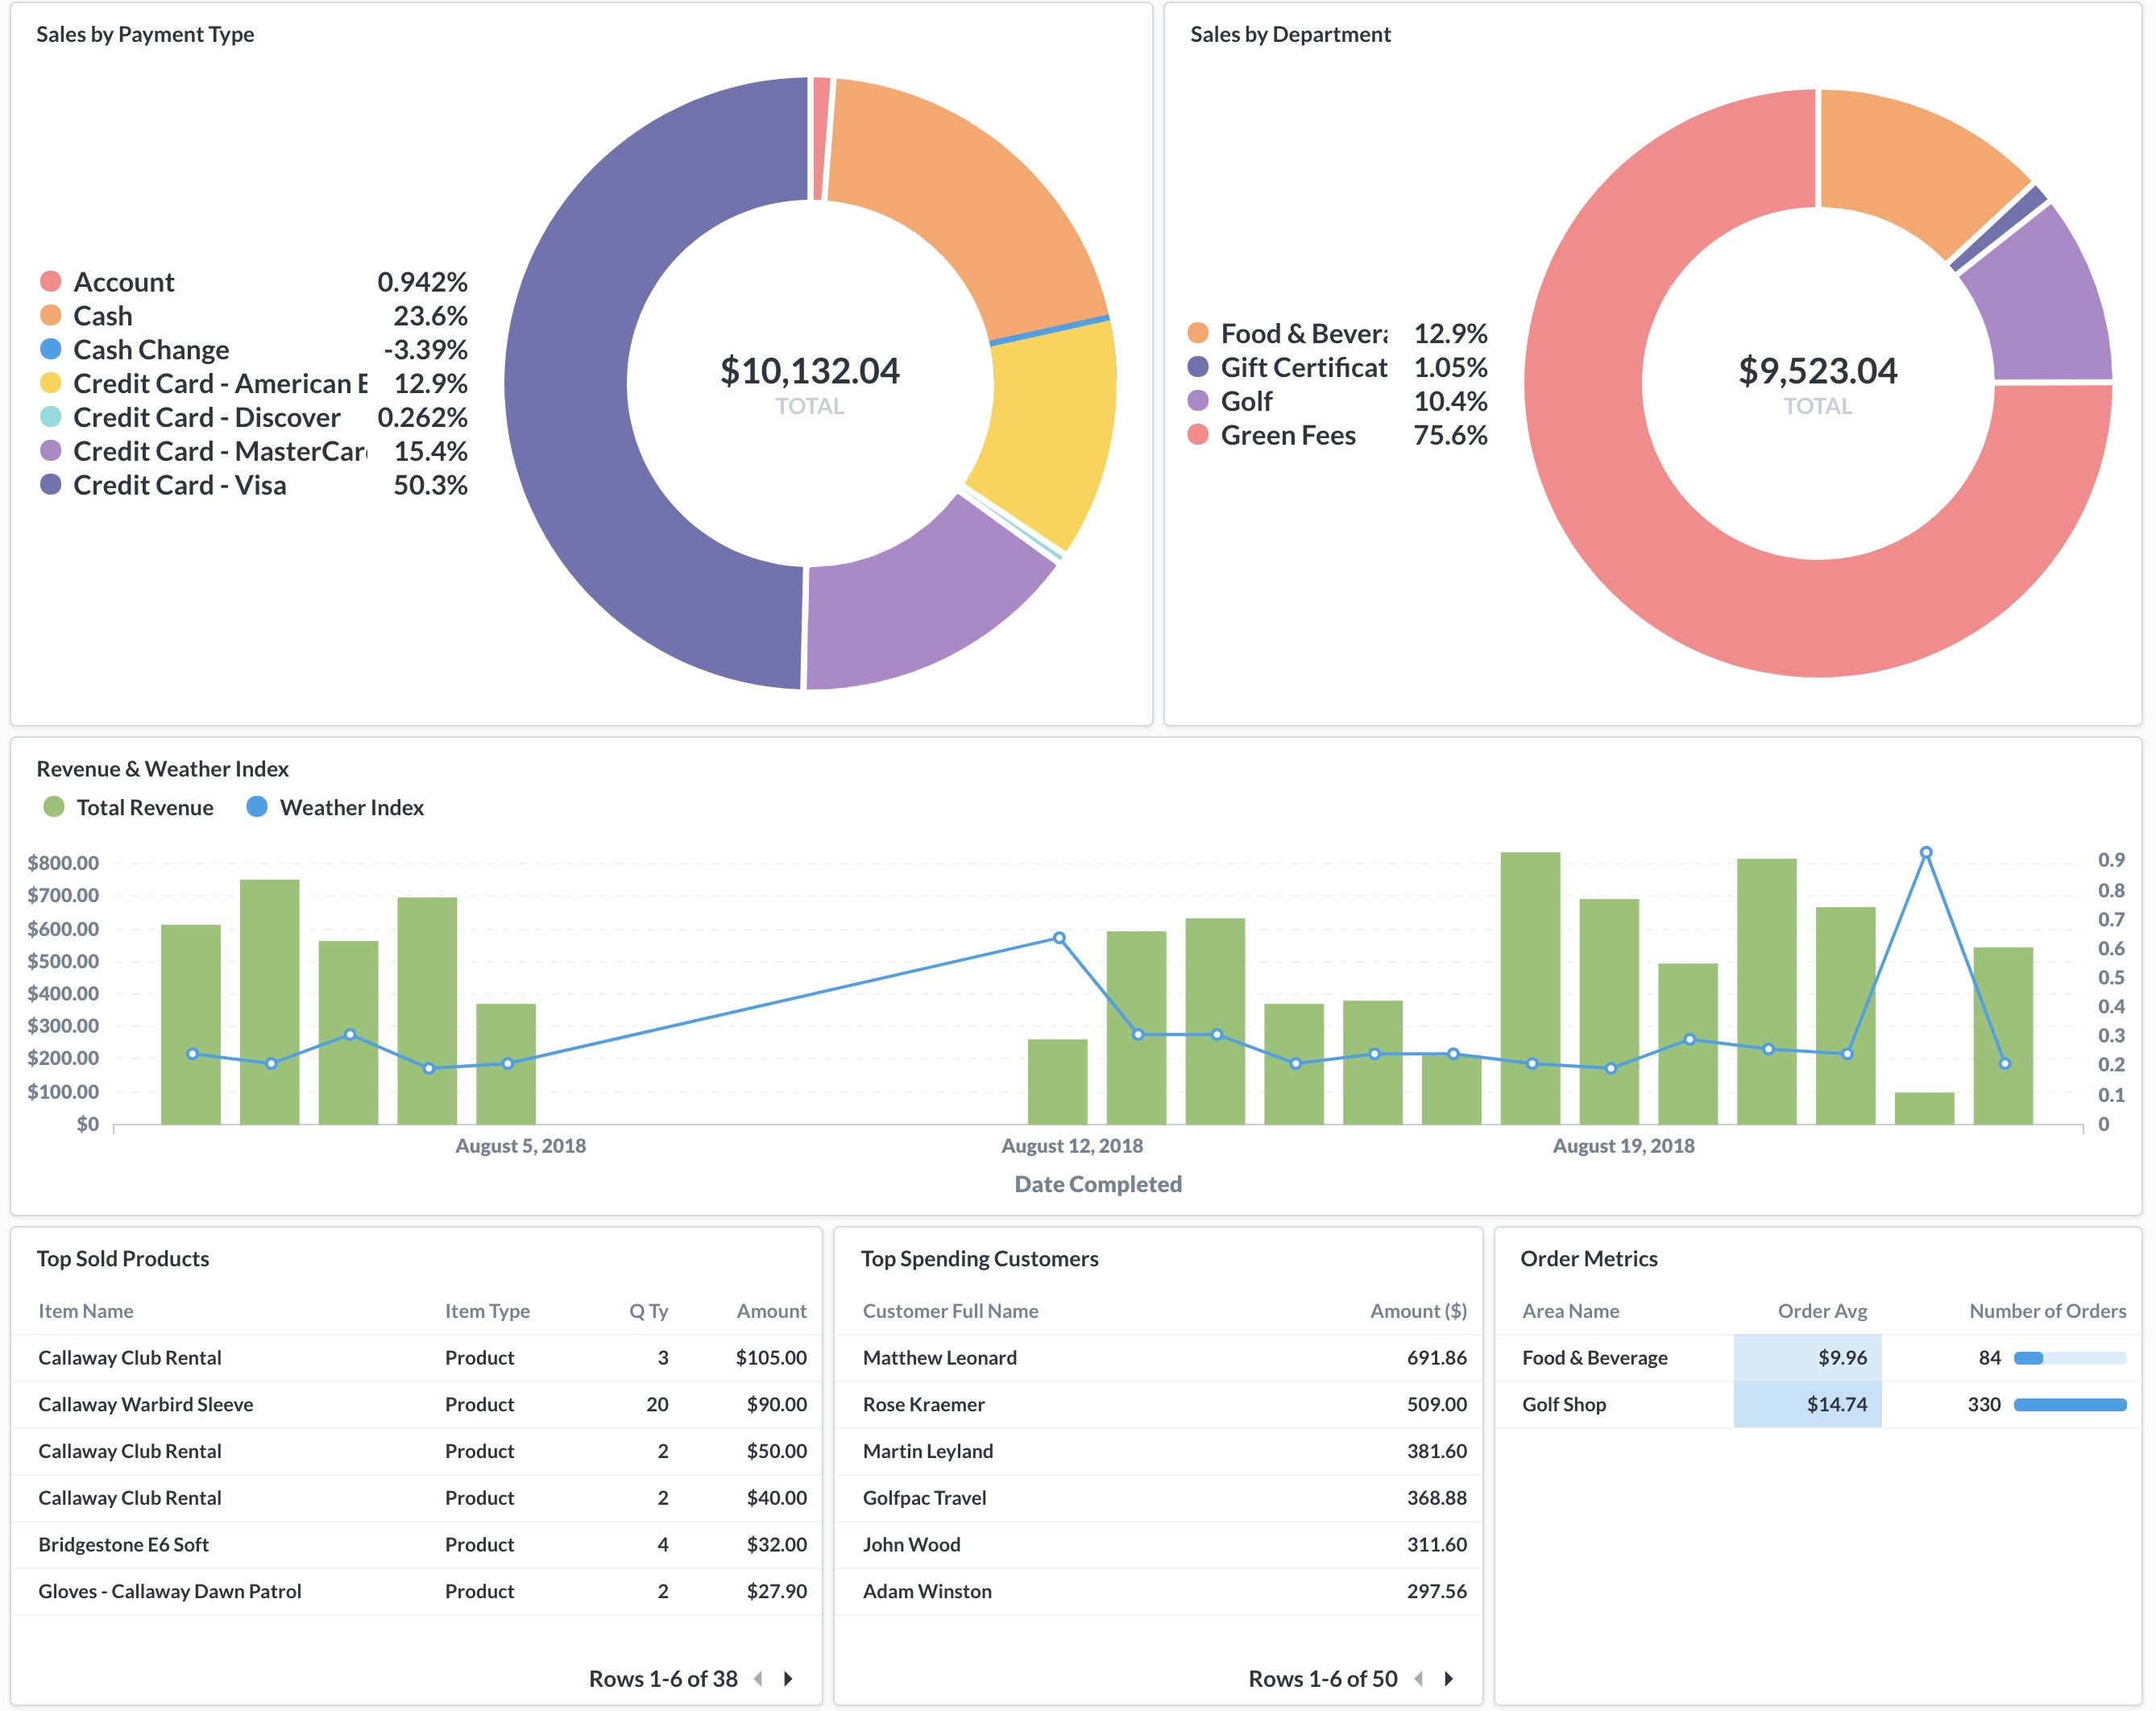 Sales by Payment Type
Account 0.942%
Cash 23.6%
Cash Change -3.39%
Credit Card - American E 12.9%
Credit Card - Discover 0.262%
Credit Card - MasterCar 15.4%
Credit Card - Visa 50.3%
$10,132.04
TOTAL
Sales by Department
Food & Bever 12.9%
Gift Certificat 1.05%
Golf 10.4%
Green Fees 75.6%
$9,523.04
TOTAL
Revenue & Weather Index
Total Revenue Weather Index
$800.00
$700.00
$600.00
$500.00
$400.00
$300.00
$200.00
$100.00
$0
0.9
0.8
0.7
0.6
0.5
0.4
0.3
0.2
0.1
0
August 5, 2018 August 12, 2018 August 19, 2018
Date Completed
Top Sold Products
Item Name Item Type Q Ty Amount
Callaway Club Rental Product 3 $105.00
Callaway Warbird Sleeve Product 20 $90.00
Callaway Club Rental Product 2 $50.00
Callaway Club Rental Product 2 $40.00
Bridgestone E6 Soft Product 4 $32.00
Gloves - Callaway Dawn Patrol Product 2 $27.90
Rows 1-6 of 38
Top Spending Customers
Customer Full Name Amount ($)
Matthew Leonard 691.86
Rose Kraemer 509.00
Martin Leyland 381.60
Golfpac Travel 368.88
John Wood 311.60
Adam Winston 297.56
Rows 1-6 of 50
Order Metrics
Area Name Order Avg Number of Orders
Food & Beverage $9.96 84
Golf Shop $14.74 330